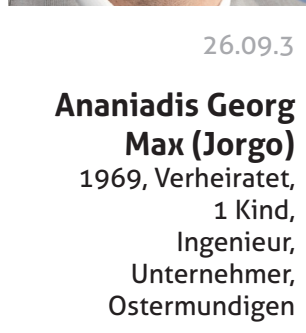 26.09.3
Ananiadis Georg
Max (Jorgo)
1969, Verheiratet,
1 Kind,
Ingenieur,
Unternehmer,
Ostermundigen